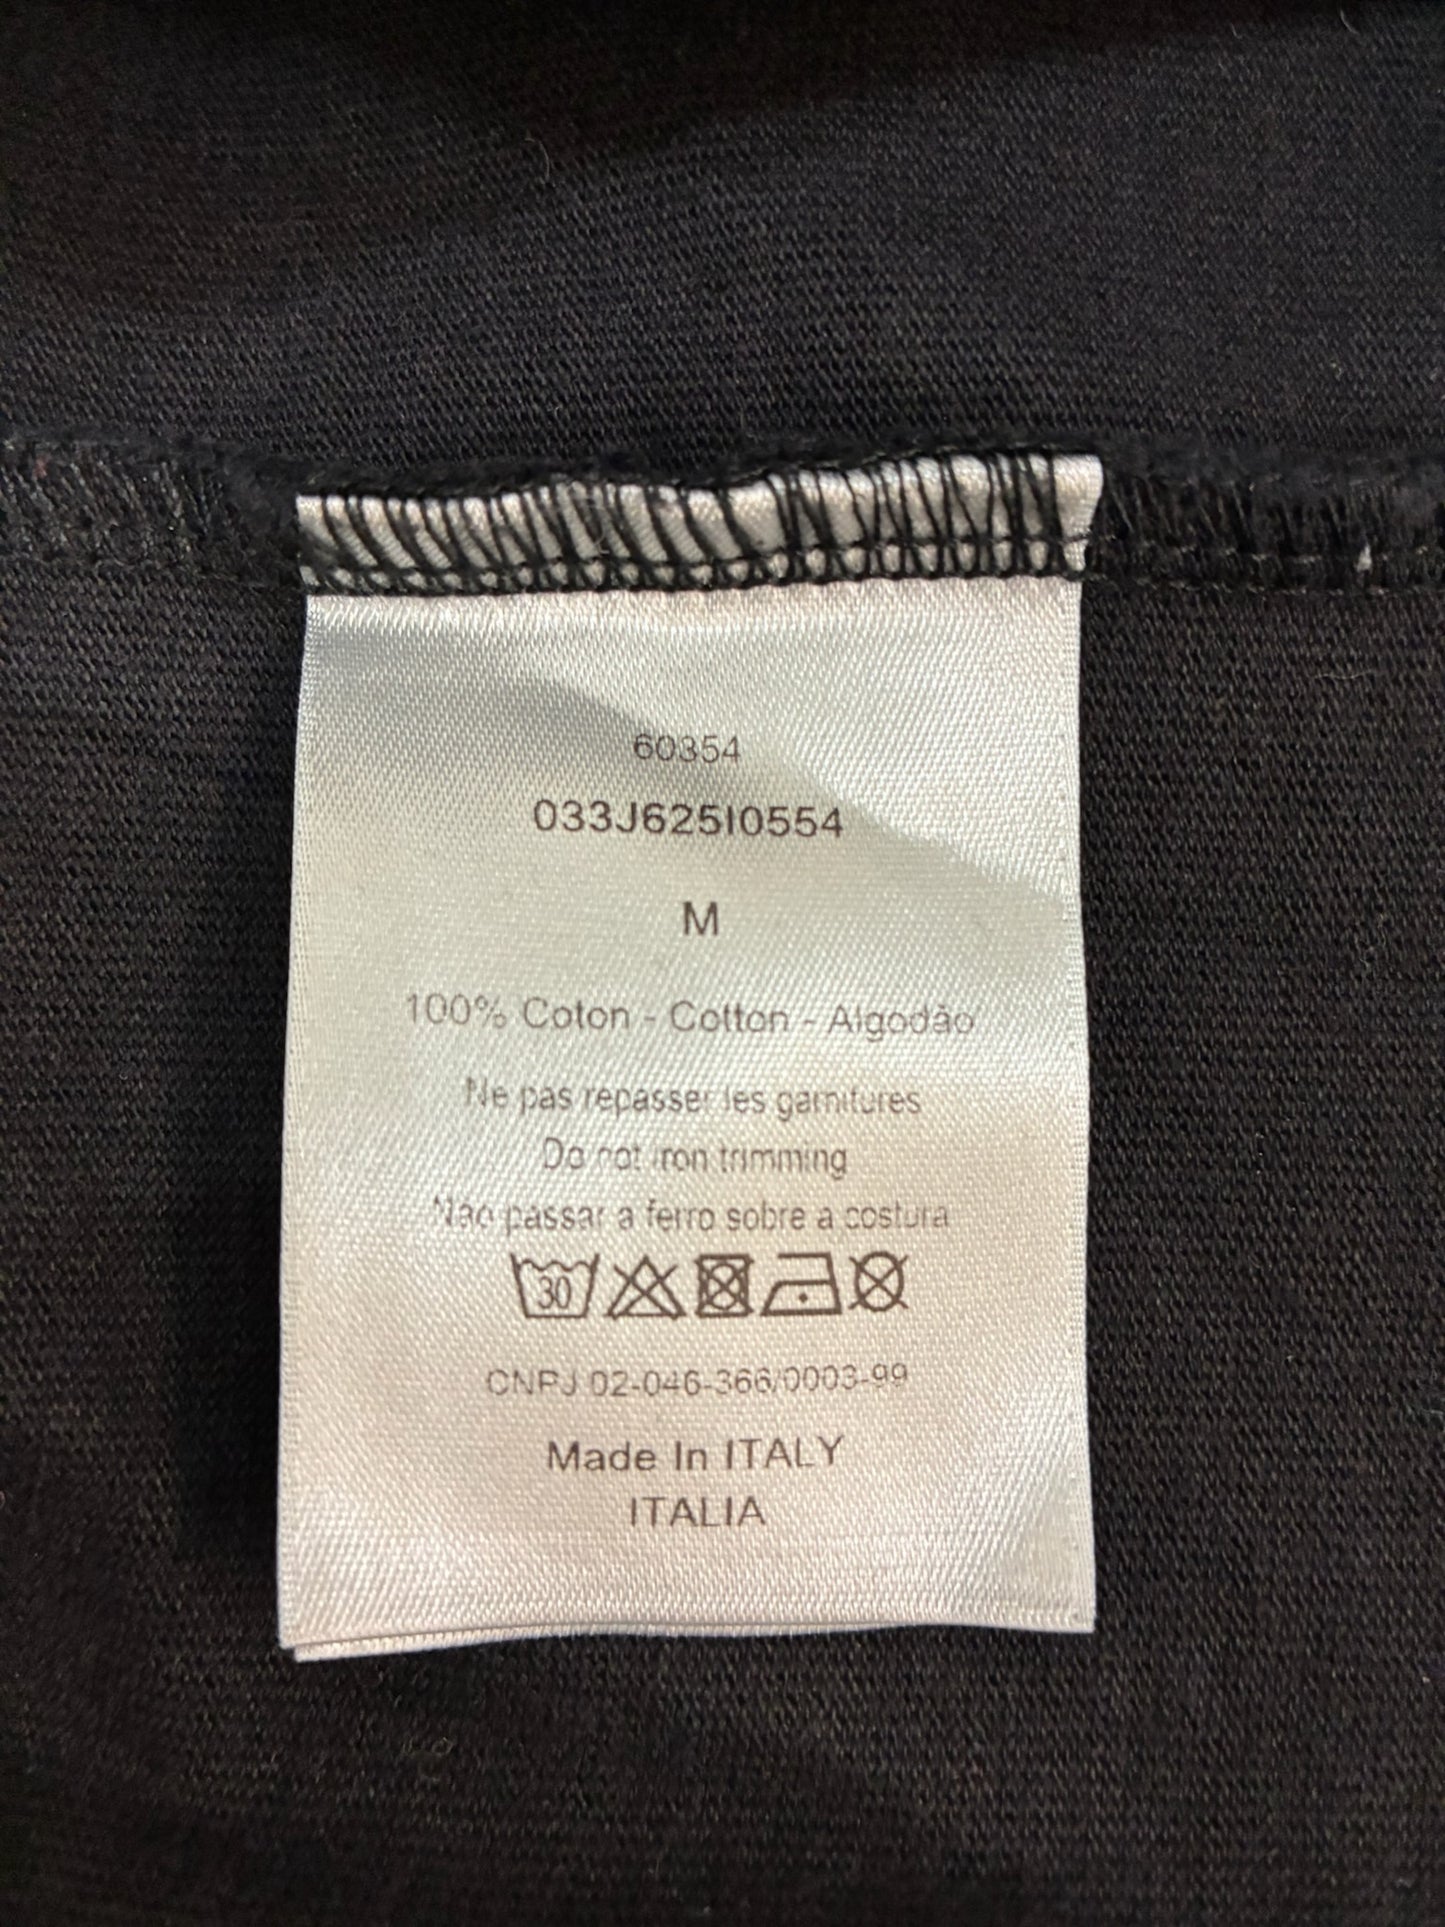 60354
033J625I0554
M
100% Coton - Cotton - Algodão
Ne pas repasser les garnitures
Do not iron trimming
Não passar a ferro sobre a costura
30
CNPJ 02-046-366/0003-99
Made In ITALY
ITALIA